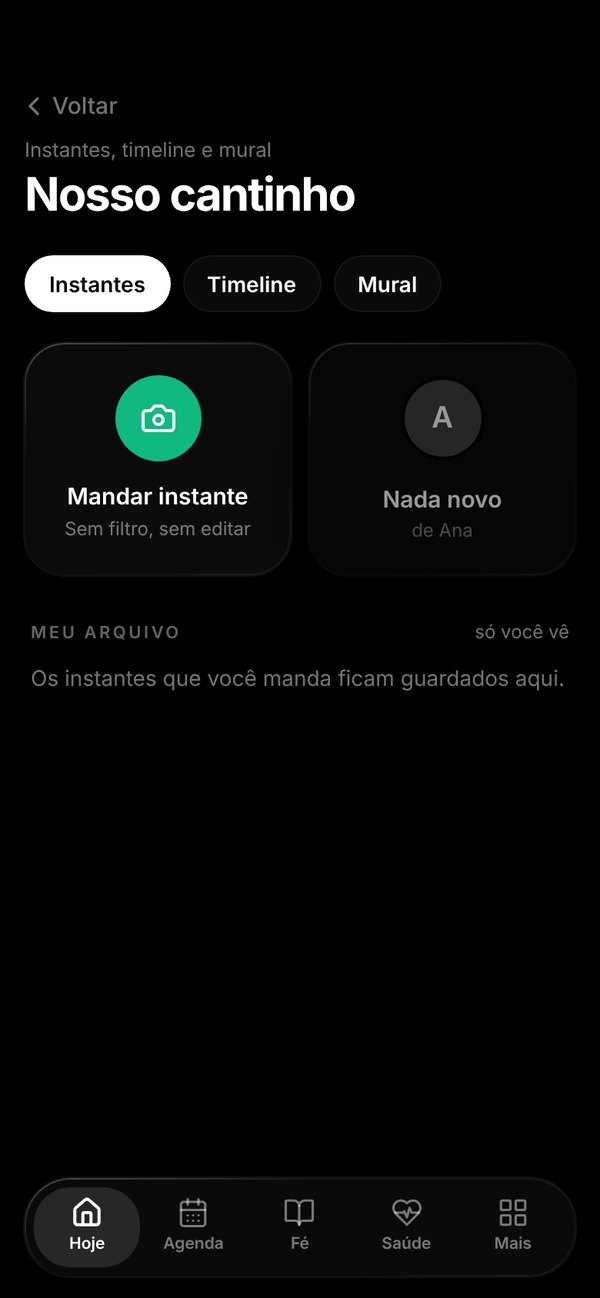 Voltar
Instantes, timeline e mural
Nosso cantinho
Instantes Timeline Mural
Mandar instante
Sem filtro, sem editar
A
Nada novo
de Ana
MEU ARQUIVO só você vê
Os instantes que você manda ficam guardados aqui.
Hoje Agenda Fé Saúde Mais